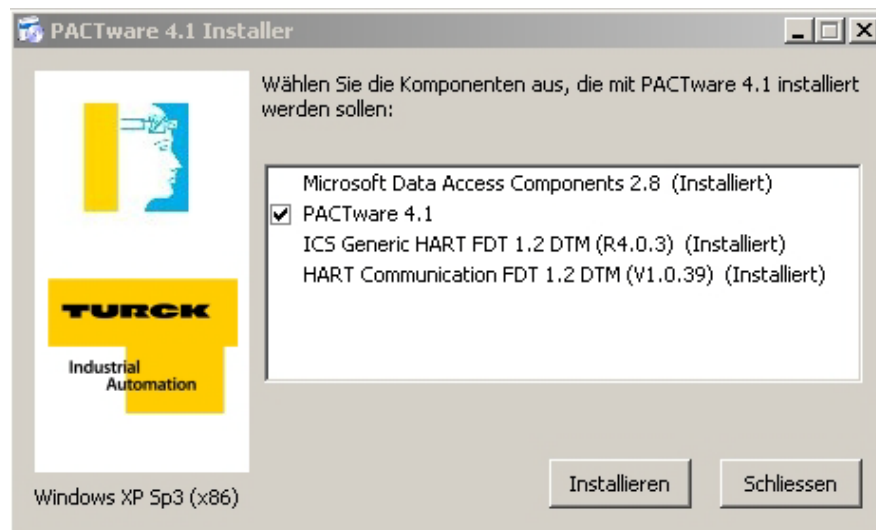 PACTware 4.1 Installer
Wählen Sie die Komponenten aus, die mit PACTware 4.1 installiert
werden sollen:
Microsoft Data Access Components 2.8 (Installiert)
PACTware 4.1
ICS Generic HART FDT 1.2 DTM (R4.0.3) (Installiert)
HART Communication FDT 1.2 DTM (V1.0.39) (Installiert)
TURCK
Industrial
Automation
Windows XP Sp3 (x86)
Installieren
Schliessen